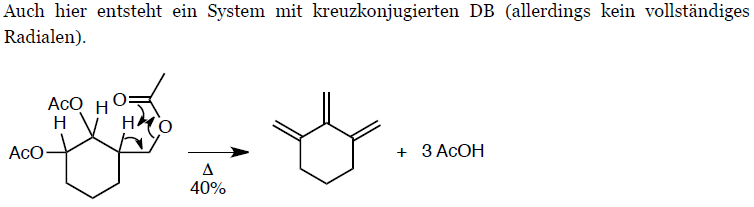 Auch hier entsteht ein System mit kreuzkonjugierten DB (allerdings kein vollständiges
Radialen).
AcO H O
H H O
AcO
Δ
40%
+ 3 AcOH